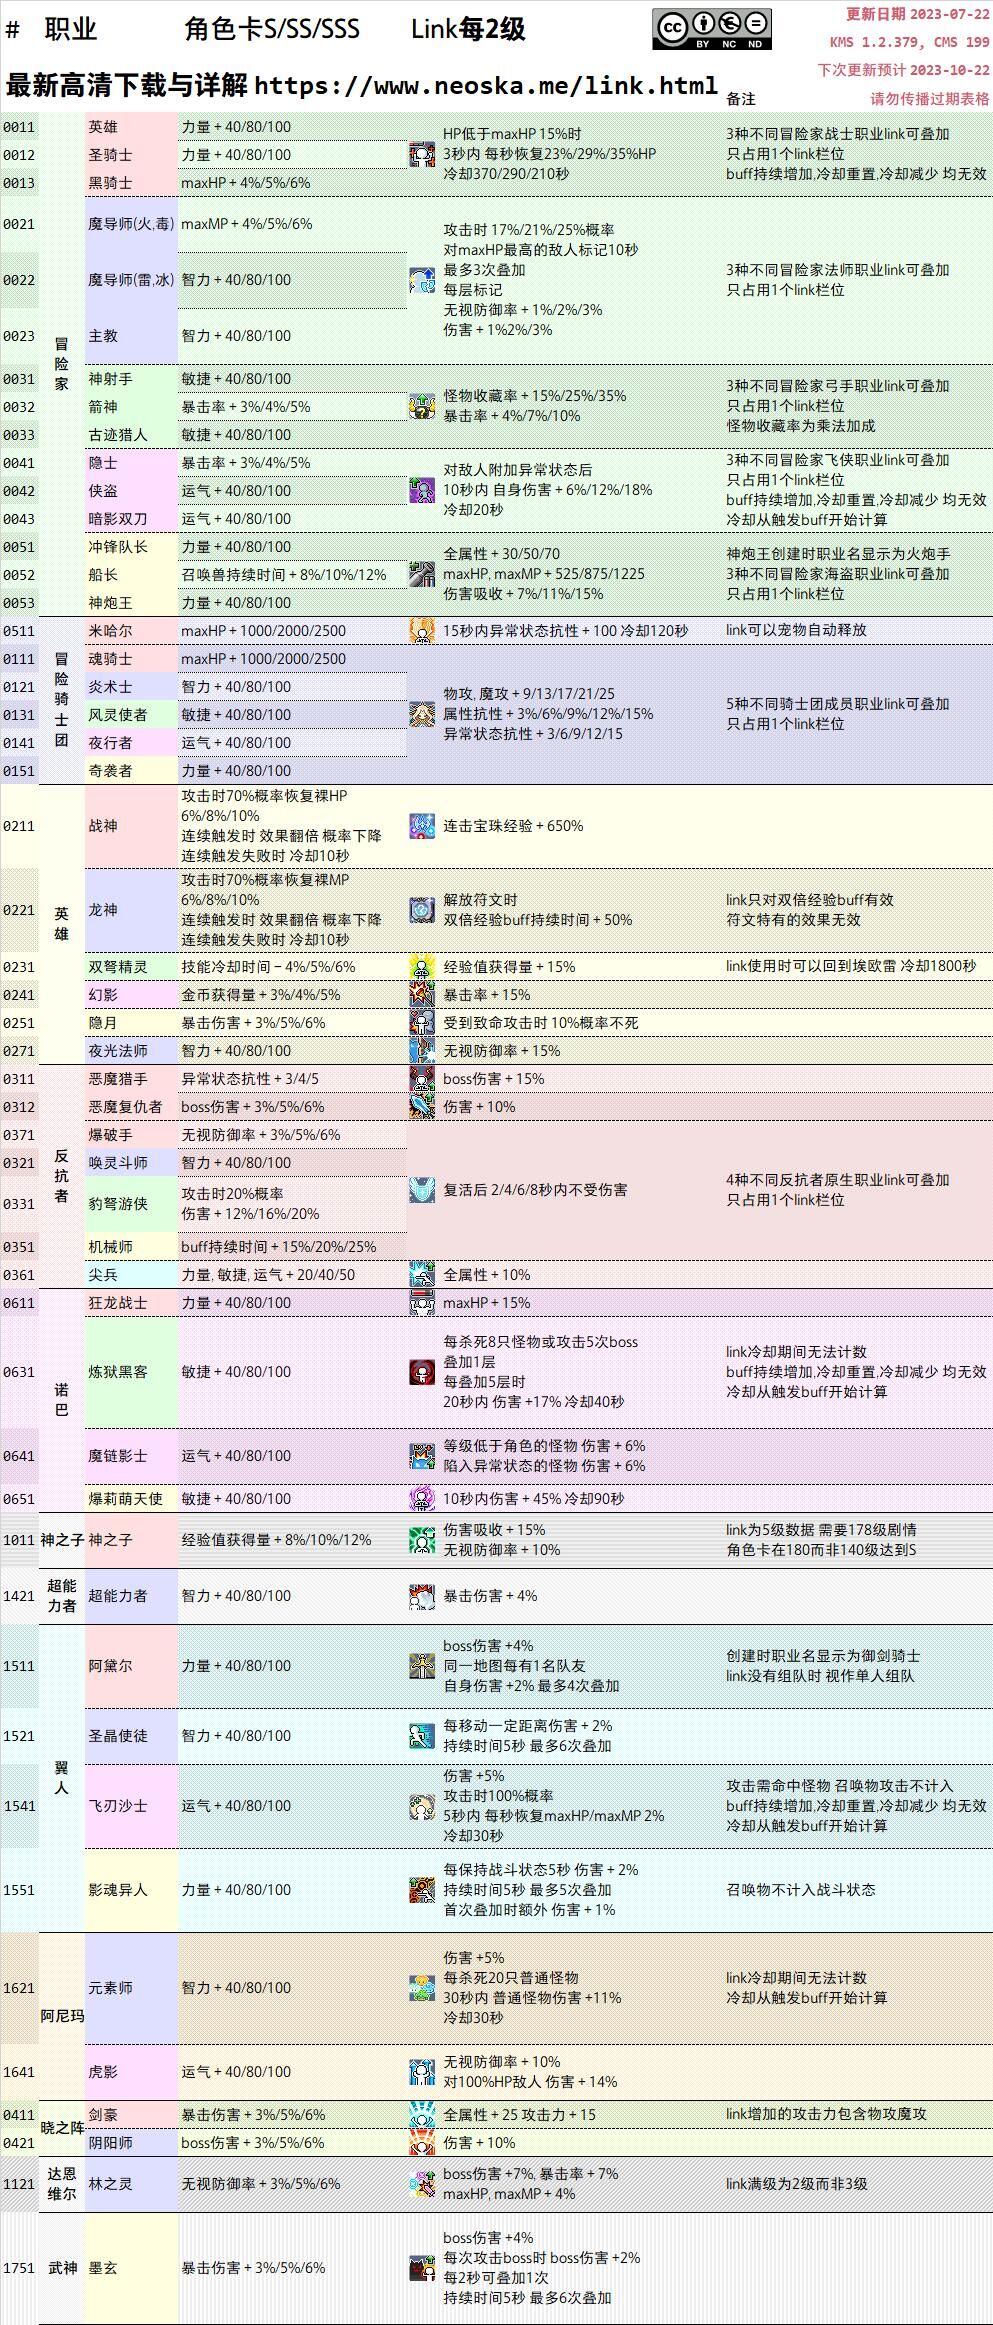 # 职业 角色卡S/SS/SSS Link每2级
CC BY NC ND
更新日期 2023-07-22
KMS 1.2.379, CMS 199
下次更新预计 2023-10-22
最新高清下载与详解 https://www.neoska.me/link.html
备注 请勿传播过期表格
冒险家
0011 英雄 力量 + 40/80/100
0012 圣骑士 力量 + 40/80/100
0013 黑骑士 maxHP + 4%/5%/6%
HP低于maxHP 15%时
3秒内 每秒恢复23%/29%/35%HP
冷却370/290/210秒
3种不同冒险家战士职业link可叠加
只占用1个link栏位
buff持续增加,冷却重置,冷却减少 均无效
0021 魔导师(火,毒) maxMP + 4%/5%/6%
0022 魔导师(雷,冰) 智力 + 40/80/100
0023 主教 智力 + 40/80/100
攻击时 17%/21%/25%概率
对maxHP最高的敌人标记10秒
最多3次叠加
每层标记
无视防御率 + 1%/2%/3%
伤害 + 1%2%/3%
3种不同冒险家法师职业link可叠加
只占用1个link栏位
0031 神射手 敏捷 + 40/80/100
0032 箭神 暴击率 + 3%/4%/5%
0033 古迹猎人 敏捷 + 40/80/100
怪物收藏率 + 15%/25%/35%
暴击率 + 4%/7%/10%
3种不同冒险家弓手职业link可叠加
只占用1个link栏位
怪物收藏率为乘法加成
0041 隐士 暴击率 + 3%/4%/5%
0042 侠盗 运气 + 40/80/100
0043 暗影双刀 运气 + 40/80/100
对敌人附加异常状态后
10秒内 自身伤害 + 6%/12%/18%
冷却20秒
3种不同冒险家飞侠职业link可叠加
只占用1个link栏位
buff持续增加,冷却重置,冷却减少 均无效
冷却从触发buff开始计算
0051 冲锋队长 力量 + 40/80/100
0052 船长 召唤兽持续时间 + 8%/10%/12%
0053 神炮王 力量 + 40/80/100
全属性 + 30/50/70
maxHP, maxMP + 525/875/1225
伤害吸收 + 7%/11%/15%
神炮王创建时职业名显示为火炮手
3种不同冒险家海盗职业link可叠加
只占用1个link栏位
冒险骑士团
0511 米哈尔 maxHP + 1000/2000/2500 15秒内异常状态抗性 + 100 冷却120秒 link可以宠物自动释放
0111 魂骑士 maxHP + 1000/2000/2500
0121 炎术士 智力 + 40/80/100
0131 风灵使者 敏捷 + 40/80/100
0141 夜行者 运气 + 40/80/100
0151 奇袭者 力量 + 40/80/100
物攻, 魔攻 + 9/13/17/21/25
属性抗性 + 3%/6%/9%/12%/15%
异常状态抗性 + 3/6/9/12/15
5种不同骑士团成员职业link可叠加
只占用1个link栏位
英雄
0211 战神
攻击时70%概率恢复裸HP
6%/8%/10%
连续触发时 效果翻倍 概率下降
连续触发失败时 冷却10秒
连击宝珠经验 + 650%
0221 龙神
攻击时70%概率恢复裸MP
6%/8%/10%
连续触发时 效果翻倍 概率下降
连续触发失败时 冷却10秒
解放符文时
双倍经验buff持续时间 + 50%
link只对双倍经验buff有效
符文特有的效果无效
0231 双弩精灵 技能冷却时间 − 4%/5%/6% 经验值获得量 + 15% link使用时可以回到埃欧雷 冷却1800秒
0241 幻影 金币获得量 + 3%/4%/5% 暴击率 + 15%
0251 隐月 暴击伤害 + 3%/5%/6% 受到致命攻击时 10%概率不死
0271 夜光法师 智力 + 40/80/100 无视防御率 + 15%
反抗者
0311 恶魔猎手 异常状态抗性 + 3/4/5 boss伤害 + 15%
0312 恶魔复仇者 boss伤害 + 3%/5%/6% 伤害 + 10%
0371 爆破手 无视防御率 + 3%/5%/6%
0321 唤灵斗师 智力 + 40/80/100
0331 豹弩游侠
攻击时20%概率
伤害 + 12%/16%/20%
0351 机械师 buff持续时间 + 15%/20%/25%
复活后 2/4/6/8秒内不受伤害
4种不同反抗者原生职业link可叠加
只占用1个link栏位
0361 尖兵 力量, 敏捷, 运气 + 20/40/50 全属性 + 10%
诺巴
0611 狂龙战士 力量 + 40/80/100 maxHP + 15%
0631 炼狱黑客 敏捷 + 40/80/100
每杀死8只怪物或攻击5次boss
叠加1层
每叠加5层时
20秒内 伤害 +17% 冷却40秒
link冷却期间无法计数
buff持续增加,冷却重置,冷却减少 均无效
冷却从触发buff开始计算
0641 魔链影士 运气 + 40/80/100
等级低于角色的怪物 伤害 + 6%
陷入异常状态的怪物 伤害 + 6%
0651 爆莉萌天使 敏捷 + 40/80/100 10秒内伤害 + 45% 冷却90秒
1011 神之子 神之子 经验值获得量 + 8%/10%/12%
伤害吸收 + 15%
无视防御率 + 10%
link为5级数据 需要178级剧情
角色卡在180而非140级达到S
1421 超能力者 超能力者 智力 + 40/80/100 暴击伤害 + 4%
翼人
1511 阿黛尔 力量 + 40/80/100
boss伤害 +4%
同一地图每有1名队友
自身伤害 +2% 最多4次叠加
创建时职业名显示为御剑骑士
link没有组队时 视作单人组队
1521 圣晶使徒 智力 + 40/80/100
每移动一定距离伤害 + 2%
持续时间5秒 最多6次叠加
1541 飞刃沙士 运气 + 40/80/100
伤害 +5%
攻击时100%概率
5秒内 每秒恢复maxHP/maxMP 2%
冷却30秒
攻击需命中怪物 召唤物攻击不计入
buff持续增加,冷却重置,冷却减少 均无效
冷却从触发buff开始计算
1551 影魂异人 力量 + 40/80/100
每保持战斗状态5秒 伤害 + 2%
持续时间5秒 最多5次叠加
首次叠加时额外 伤害 + 1%
召唤物不计入战斗状态
阿尼玛
1621 元素师 智力 + 40/80/100
伤害 +5%
每杀死20只普通怪物
30秒内 普通怪物伤害 +11%
冷却30秒
link冷却期间无法计数
冷却从触发buff开始计算
1641 虎影 运气 + 40/80/100
无视防御率 + 10%
对100%HP敌人 伤害 + 14%
晓之阵
0411 剑豪 暴击伤害 + 3%/5%/6% 全属性 + 25 攻击力 + 15 link增加的攻击力包含物攻魔攻
0421 阴阳师 boss伤害 + 3%/5%/6% 伤害 + 10%
1121 达恩维尔 林之灵 无视防御率 + 3%/5%/6%
boss伤害 +7%, 暴击率 + 7%
maxHP, maxMP + 4%
link满级为2级而非3级
1751 武神 墨玄 暴击伤害 + 3%/5%/6%
boss伤害 +4%
每次攻击boss时 boss伤害 +2%
每2秒可叠加1次
持续时间5秒 最多6次叠加